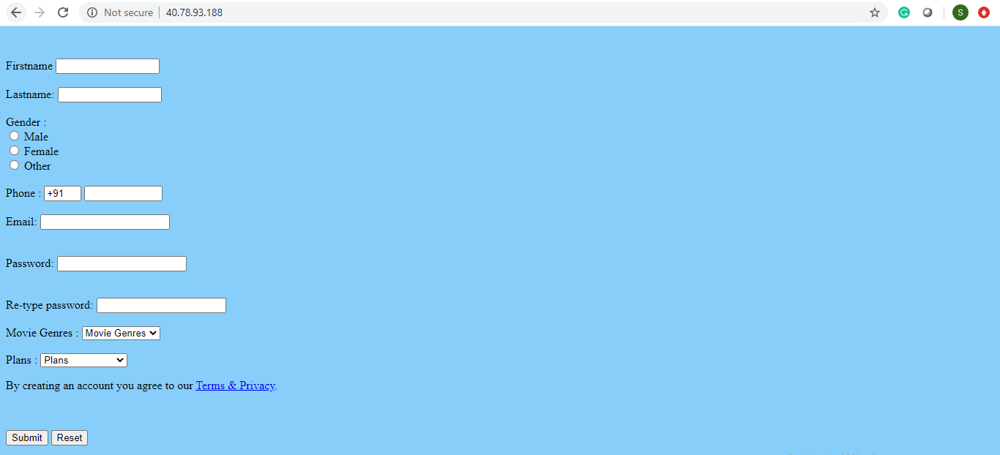 Not secure | 40.78.93.188
S
Firstname
Lastname:
Gender :
Male
Female
Other
Phone : +91
Email:
Password:
Re-type password:
Movie Genres : Movie Genres
Plans : Plans
By creating an account you agree to our Terms & Privacy.
Submit Reset